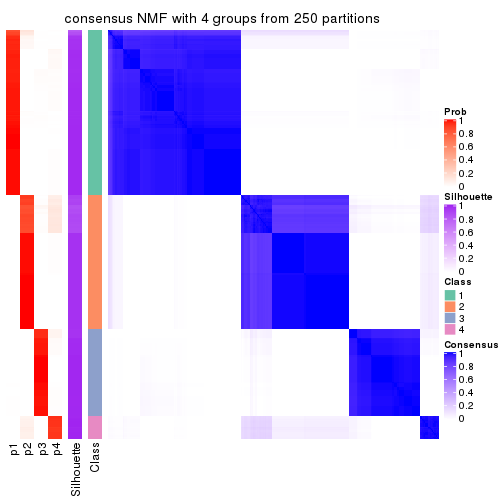 consensus NMF with 4 groups from 250 partitions
Prob
1
0.8
0.6
0.4
0.2
0
Silhouette
1
0.8
0.6
0.4
0.2
0
Class
1
2
3
4
Consensus
1
0.8
0.6
0.4
0.2
0
p1
p2
p3
p4
Silhouette
Class